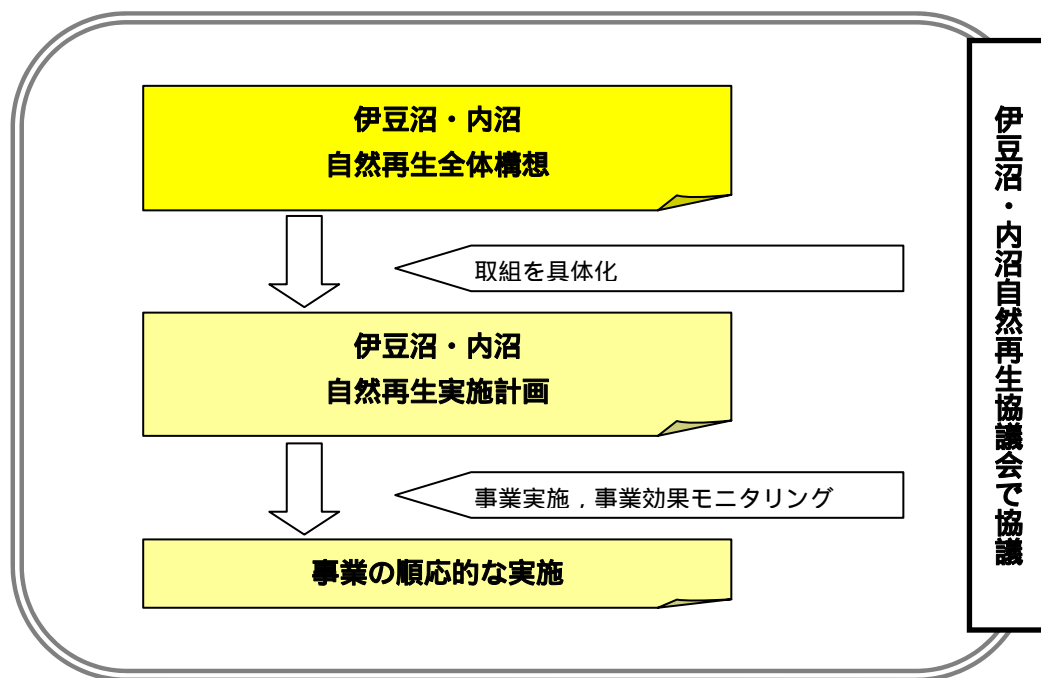 伊豆沼・内沼
自然再生全体構想
取組を具体化
伊豆沼・内沼
自然再生実施計画
事業実施，事業効果モニタリング
事業の順応的な実施
伊豆沼・内沼自然再生協議会で協議